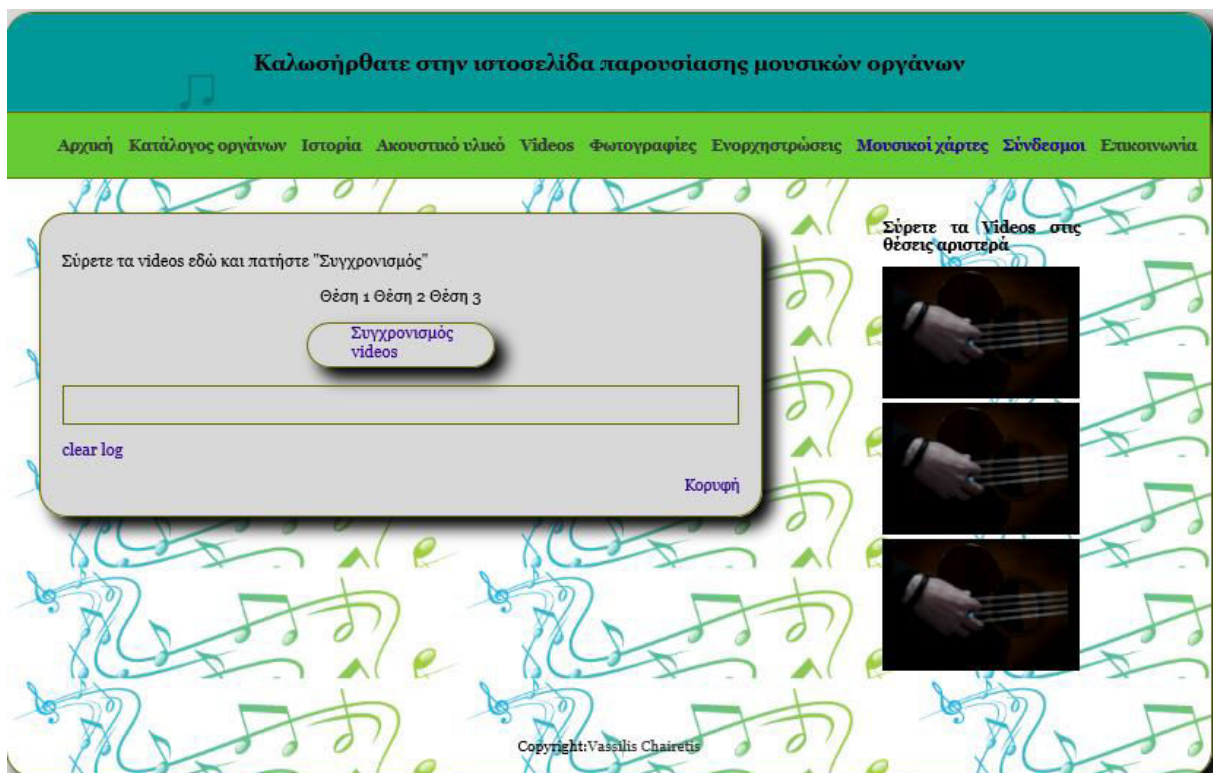 Καλωσήρθατε στην ιστοσελίδα παρουσίασης μουσικών οργάνων
Αρχική Κατάλογος οργάνων Ιστορία Ακουστικό υλικό Videos Φωτογραφίες Ενορχηστρώσεις Μουσικοί χάρτες Σύνδεσμοι Επικοινωνία
Σύρετε τα videos εδώ και πατήστε "Συγχρονισμός"
Θέση 1 Θέση 2 Θέση 3
Συγχρονισμός
videos
clear log
Κορυφή
Σύρετε τα Videos στις
θέσεις αριστερά
Copyright:Vassilis Chairetis